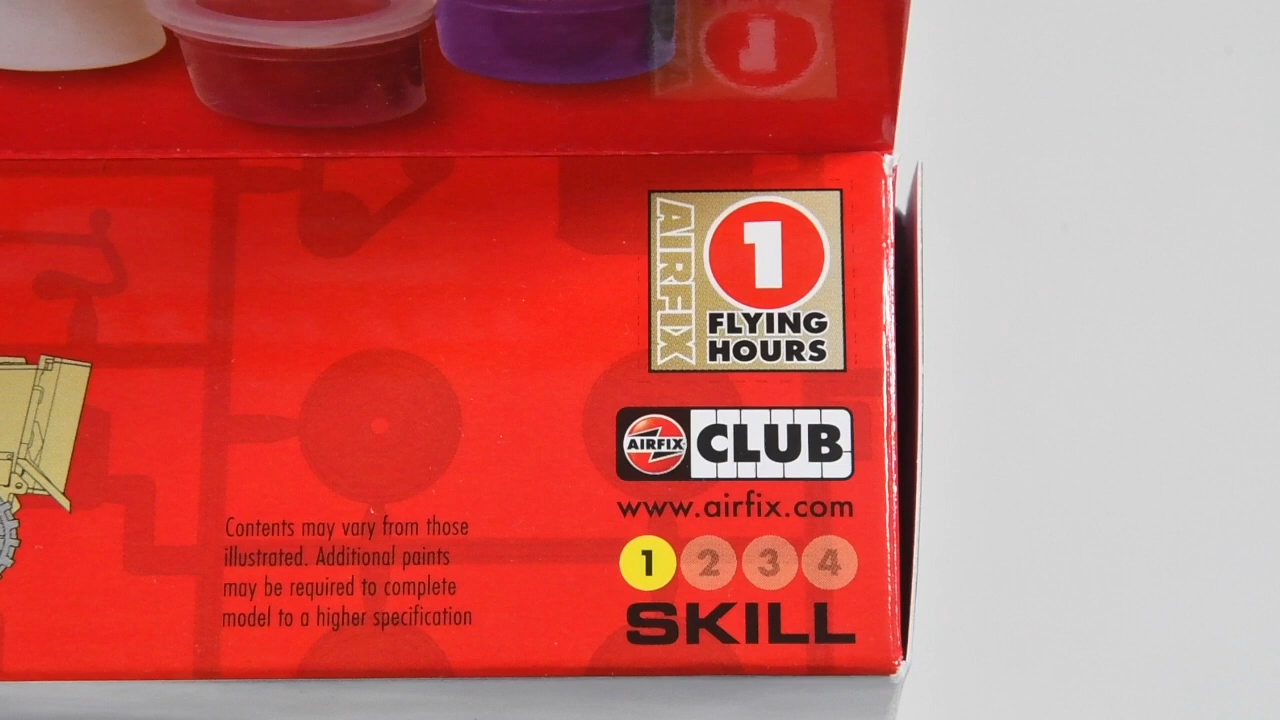 1
AIRFIX
1
FLYING
HOURS
AIRFIX CLUB
www.airfix.com
1 2 3 4
SKILL
Contents may vary from those
illustrated. Additional paints
may be required to complete
model to a higher specification